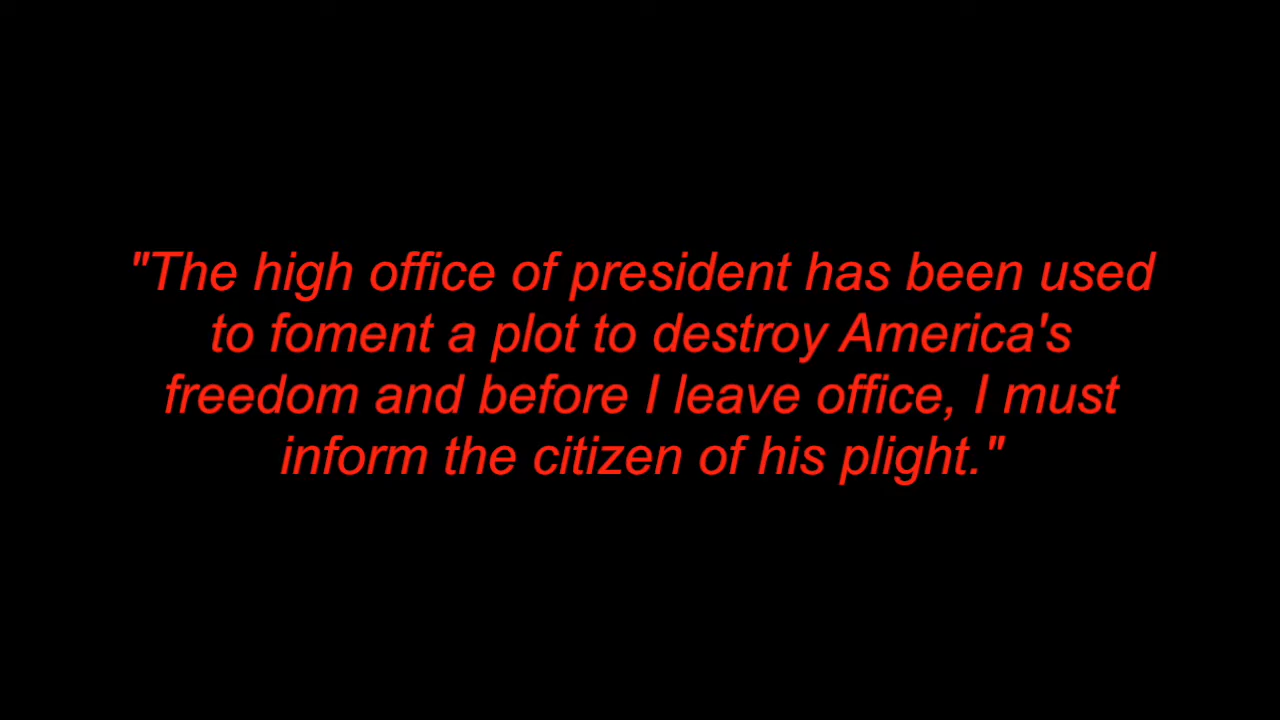 "The high office of president has been used
to foment a plot to destroy America's
freedom and before I leave office, I must
inform the citizen of his plight."